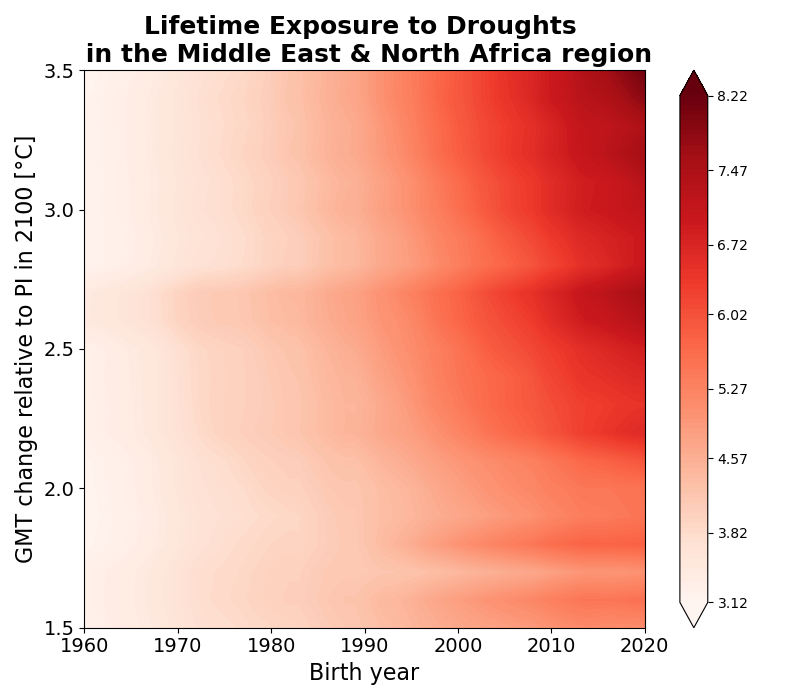 Lifetime Exposure to Droughts
in the Middle East & North Africa region
GMT change relative to PI in 2100 [°C]
3.5
3.0
2.5
2.0
1.5
1960 1970 1980 1990 2000 2010 2020
Birth year
8.22
7.47
6.72
6.02
5.27
4.57
3.82
3.12